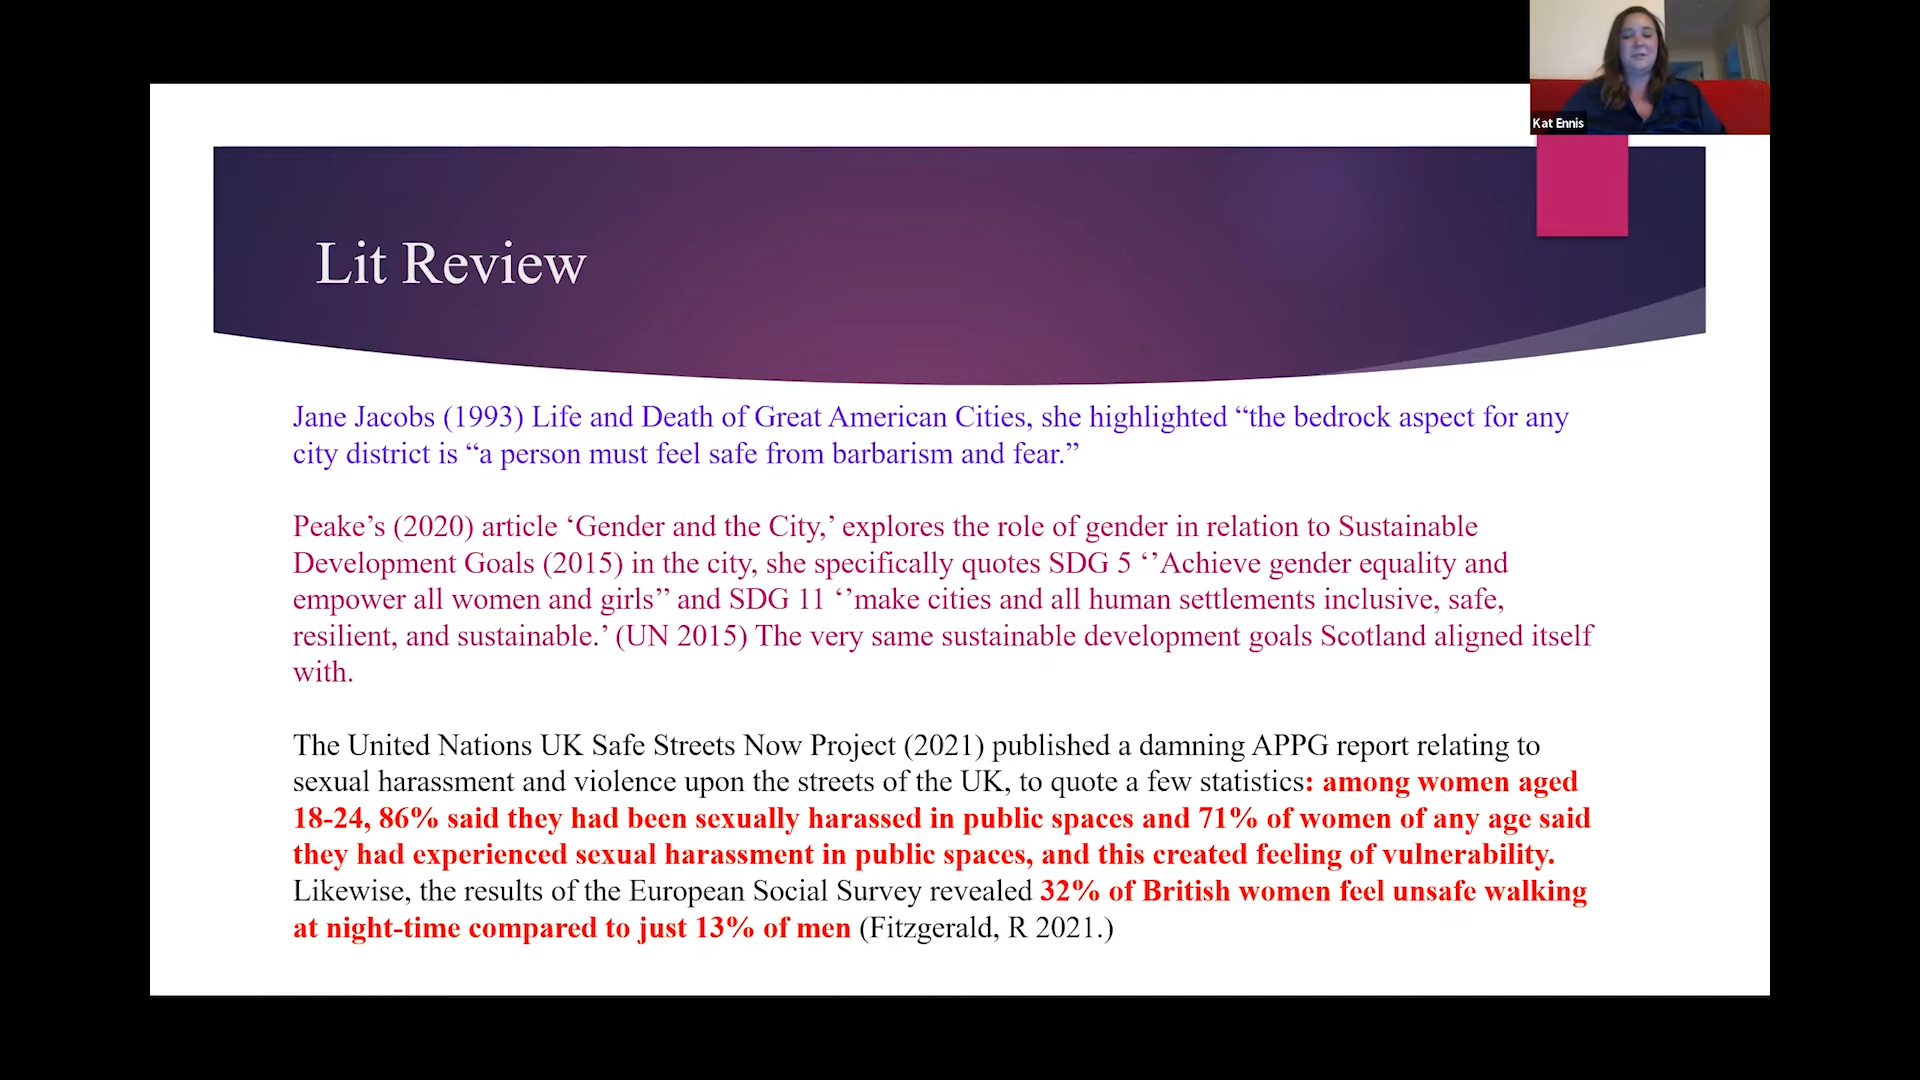 Kat Ennis
Lit Review
Jane Jacobs (1993) Life and Death of Great American Cities, she highlighted “the bedrock aspect for any
city district is “a person must feel safe from barbarism and fear.”
Peake’s (2020) article ‘Gender and the City,’ explores the role of gender in relation to Sustainable
Development Goals (2015) in the city, she specifically quotes SDG 5 ‘’Achieve gender equality and
empower all women and girls’’ and SDG 11 ‘’make cities and all human settlements inclusive, safe,
resilient, and sustainable.’ (UN 2015) The very same sustainable development goals Scotland aligned itself
with.
The United Nations UK Safe Streets Now Project (2021) published a damning APPG report relating to
sexual harassment and violence upon the streets of the UK, to quote a few statistics: among women aged
18-24, 86% said they had been sexually harassed in public spaces and 71% of women of any age said
they had experienced sexual harassment in public spaces, and this created feeling of vulnerability.
Likewise, the results of the European Social Survey revealed 32% of British women feel unsafe walking
at night-time compared to just 13% of men (Fitzgerald, R 2021.)